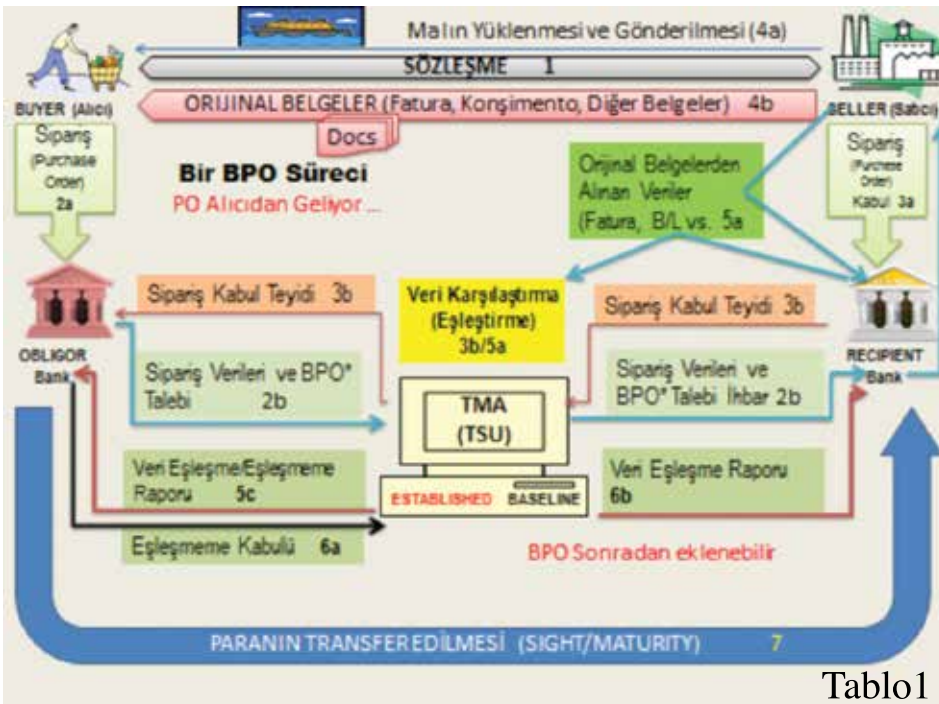 Malın Yüklenmesi ve Gönderilmesi (4a)
SÖZLEŞME 1
ORIJINAL BELGELER (Fatura, Konşimento, Diğer Belgeler) 4b
BUYER (Alıcı)
SELLER (Satıcı)
Docs
Sipariş
(Purchase
Order)
2a
Bir BPO Süreci
PO Alıcıdan Geliyor ...
Orijinal Belgelerden
Alınan Veriler
(Fatura, B/L vs. 5a
Sipariş
(Purchase
Order)
Kabul 3a
Sipariş Kabul Teyidi 3b
Veri Karşılaştırma
(Eşleştirme)
3b/5a
Sipariş Kabul Teyidi 3b
OBLIGOR
Bank
RECIPIENT
Bank
Sipariş Verileri ve BPO*
Talebi 2b
TMA
(TSU)
Sipariş Verileri ve
BPO* Talebi İhbar 2b
Veri Eşleşme/Eşleşmeme
Raporu 5c
ESTABLISHED BASELINE
Veri Eşleşme Raporu
6b
Eşleşmeme Kabulü 6a
BPO Sonradan eklenebilir
PARANIN TRANSFER EDİLMESİ (SIGHT/MATURITY) 7
Tablo1